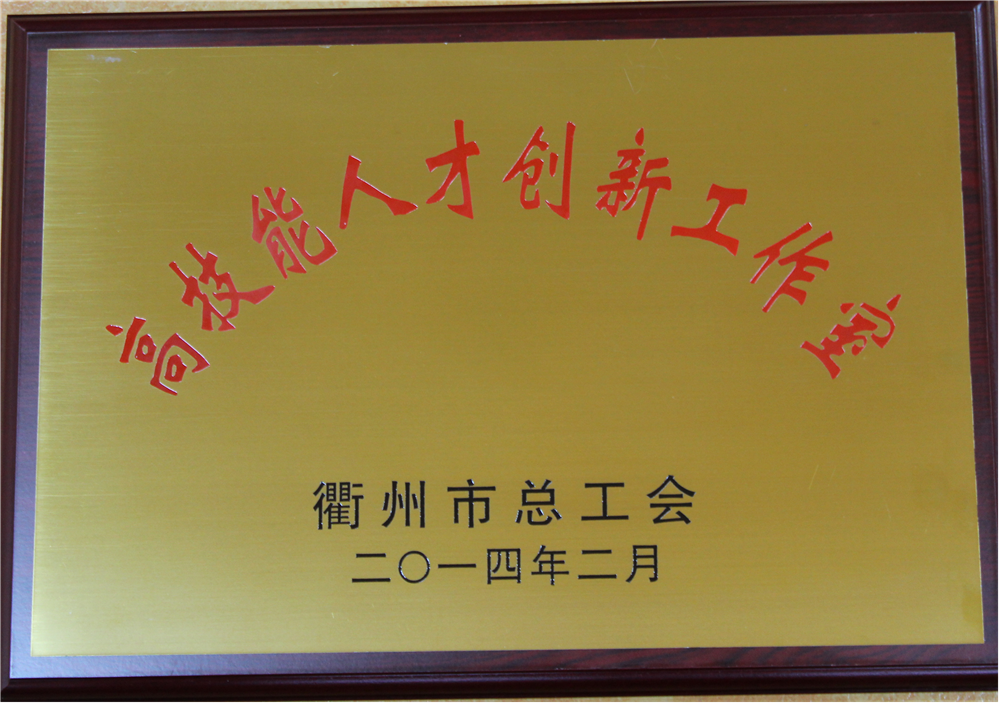 高技能人才创新工作室
衢州市总工会
二〇一四年二月